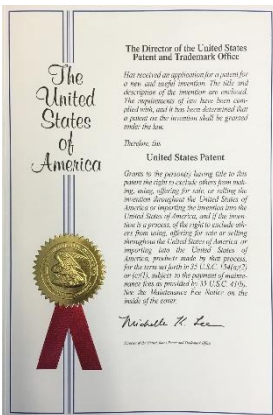 The
United
States
of
America
The Director of the United States
Patent and Trademark Office
Has received an application for a patent for
a new and useful invention. The title and
description of the invention are enclosed.
The requirements of law have been com-
plied with, and it has been determined that
a patent on the invention shall be granted
under the law.
Therefore, this
United States Patent
Grants to the person(s) having title to this
patent the right to exclude others from mak-
ing, using, offering for sale, or selling the
invention throughout the United States of
America or importing the invention into the
United States of America, and if the inven-
tion is a process, of the right to exclude oth-
ers from using, offering for sale or selling
throughout the United States of America, or
importing into the United States of
America, products made by that process,
for the term set forth in 35 U.S.C. 154(a)(2)
or (c)(1), subject to the payment of mainte-
nance fees as provided by 35 U.S.C. 41(b).
See the Maintenance Fee Notice on the
inside of the cover.
Michelle K. Lee